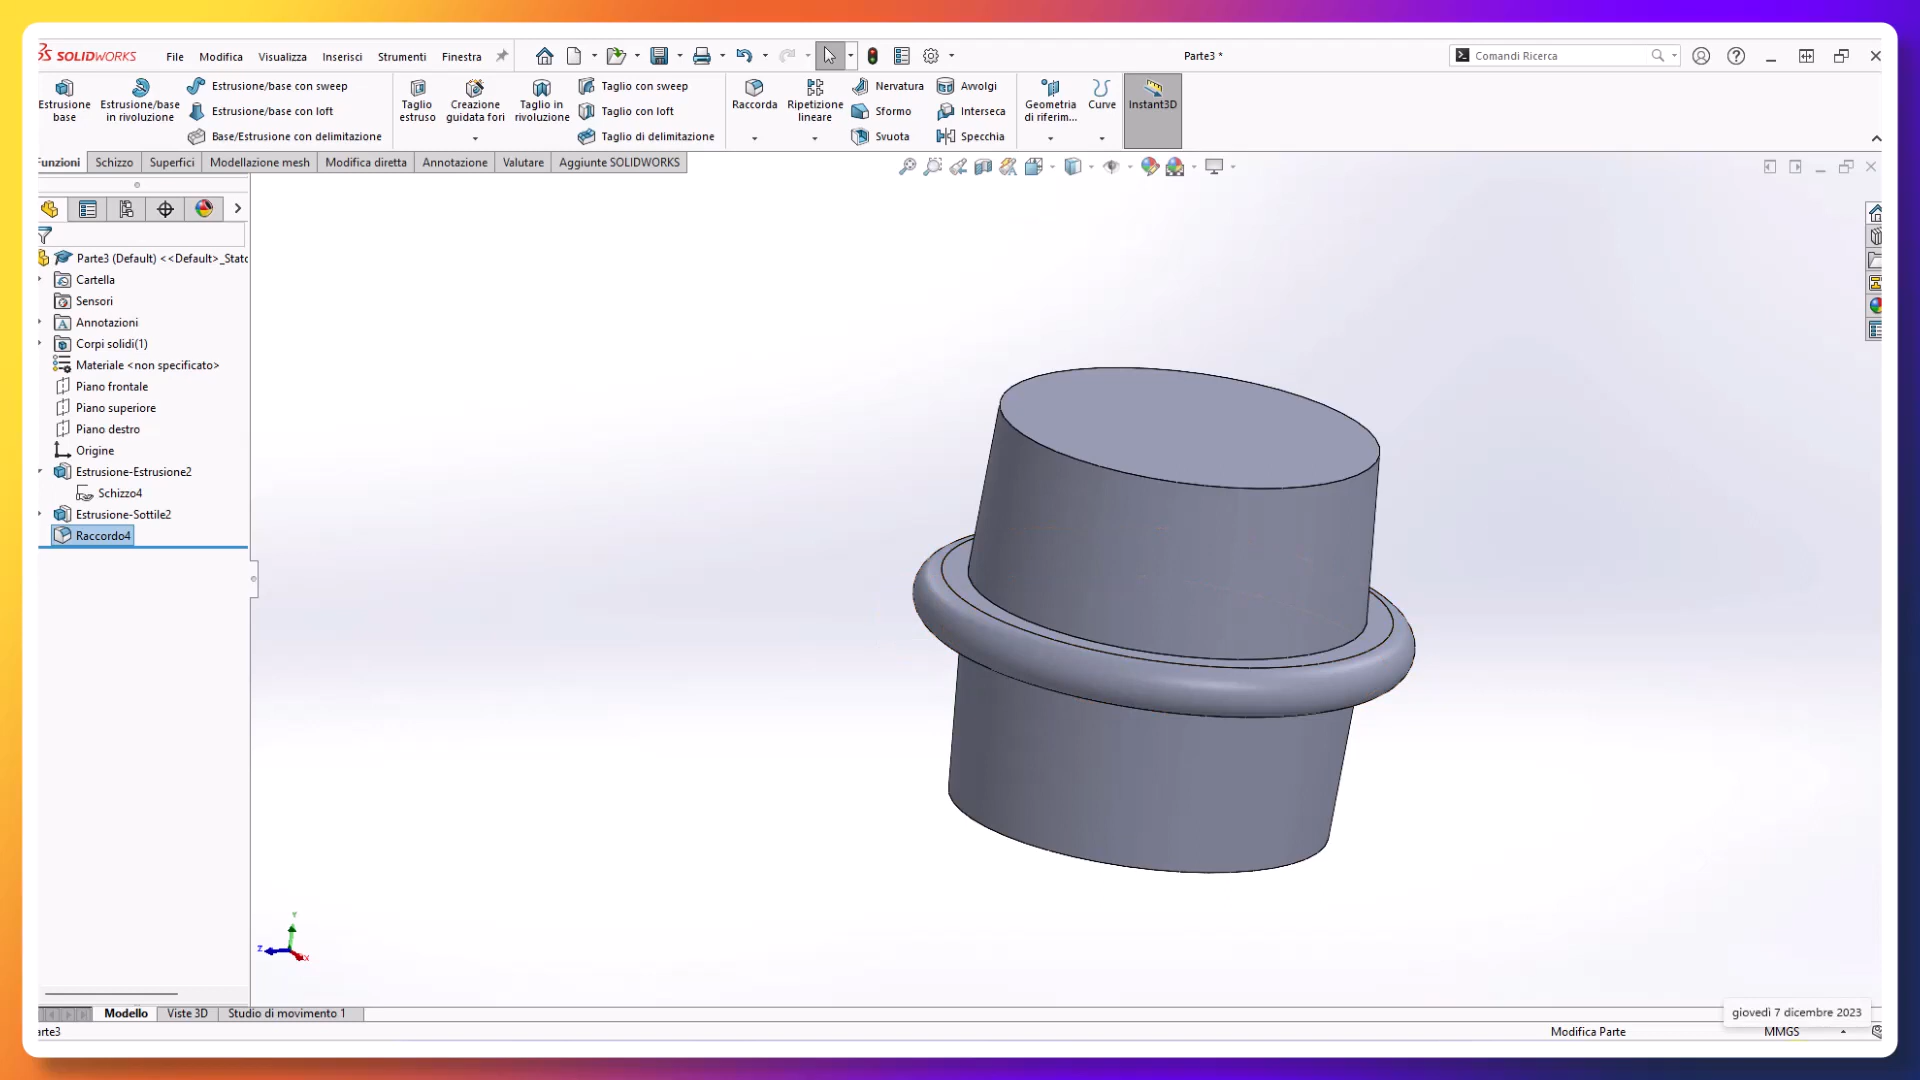 SOLIDWORKS File Modifica Visualizza Inserisci Strumenti Finestra Parte3 * Comandi Ricerca
Estrusione base
Estrusione/base in rivoluzione
Estrusione/base con sweep
Estrusione/base con loft
Base/Estrusione con delimitazione
Taglio estruso
Creazione guidata fori
Taglio in rivoluzione
Taglio con sweep
Taglio con loft
Taglio di delimitazione
Raccorda
Ripetizione lineare
Nervatura
Sformo
Svuota
Avvolgi
Interseca
Specchia
Geometria di riferim...
Curve
Instant3D
Funzioni Schizzo Superfici Modellazione mesh Modifica diretta Annotazione Valutare Aggiunte SOLIDWORKS
Parte3 (Default) <<Default>_Stato
Cartella
Sensori
Annotazioni
Corpi solidi(1)
Materiale <non specificato>
Piano frontale
Piano superiore
Piano destro
Origine
Estrusione-Estrusione2
Schizzo4
Estrusione-Sottile2
Raccordo4
Y
Z
X
Modello Viste 3D Studio di movimento 1
giovedì 7 dicembre 2023
arte3 Modifica Parte MMGS